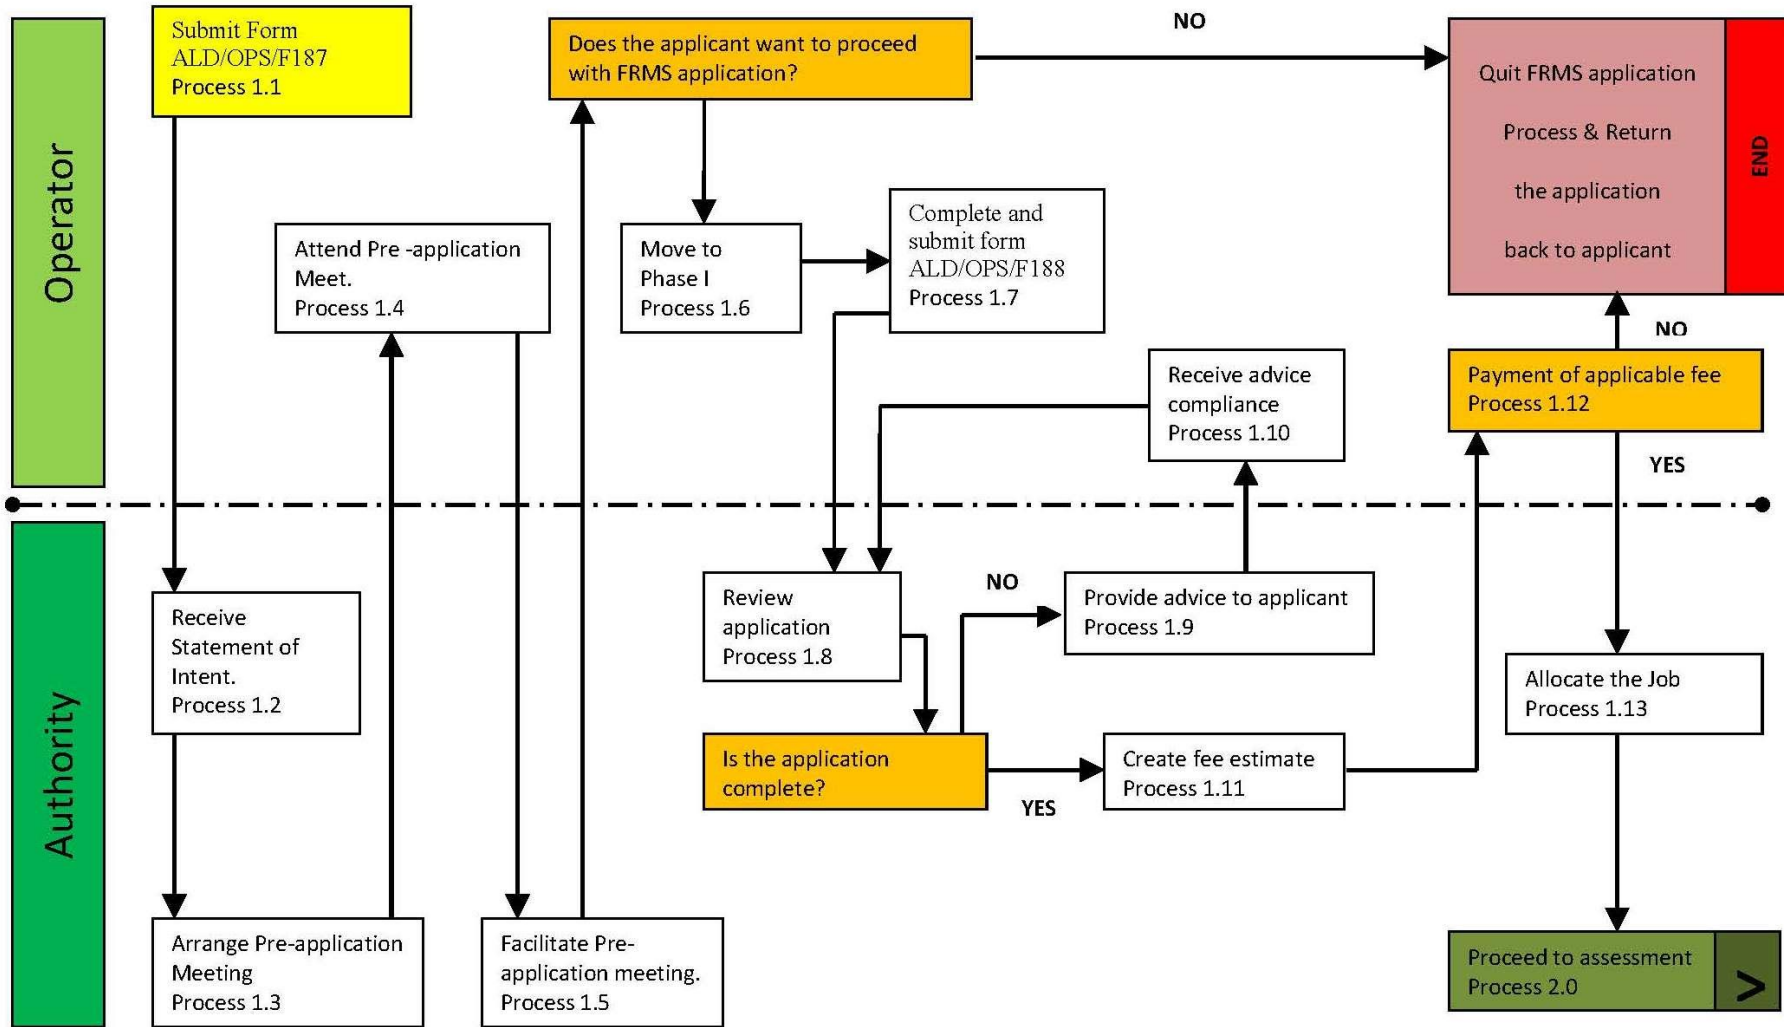 Operator
Submit Form
ALD/OPS/F187
Process 1.1
Does the applicant want to proceed
with FRMS application?
NO
Quit FRMS application
Process & Return
the application
back to applicant
END
Attend Pre -application
Meet.
Process 1.4
Move to
Phase I
Process 1.6
Complete and
submit form
ALD/OPS/F188
Process 1.7
NO
Receive advice
compliance
Process 1.10
Payment of applicable fee
Process 1.12
YES
Authority
Receive
Statement of
Intent.
Process 1.2
Review
application
Process 1.8
NO
Provide advice to applicant
Process 1.9
Allocate the Job
Process 1.13
Is the application
complete?
YES
Create fee estimate
Process 1.11
Arrange Pre-application
Meeting
Process 1.3
Facilitate Pre-
application meeting.
Process 1.5
Proceed to assessment
Process 2.0
>